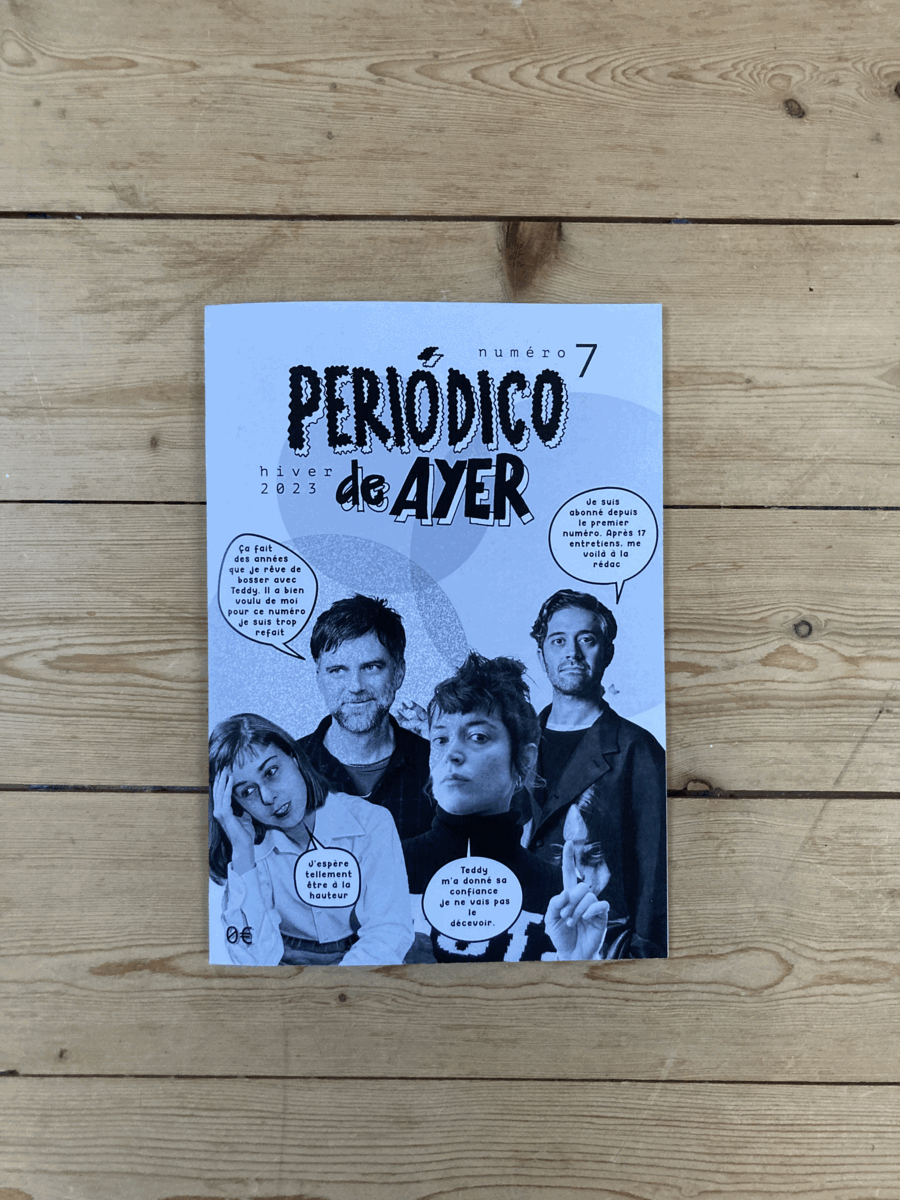 numéro 7
PERIÓDICO
hiver
2023
de AYER
Je suis
abonné depuis
le premier
numéro. Après 17
entretiens, me
voilà à la
rédac
Ça fait
des années
que je rêve de
bosser avec
Teddy. Il a bien
voulu de moi
pour ce numéro
je suis trop
refait
J'espère
tellement
être à la
hauteur
Teddy
m'a donné sa
confiance
je ne vais pas
le
décevoir.
0€